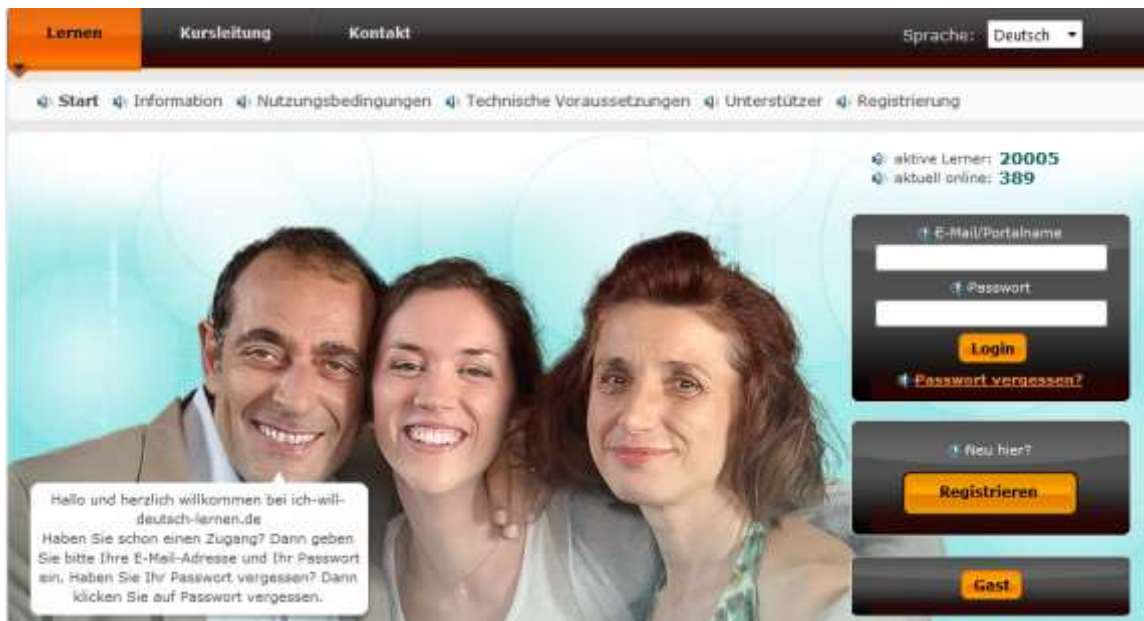 Lernen Kursleitung Kontakt Sprache: Deutsch
Start Information Nutzungsbedingungen Technische Voraussetzungen Unterstützer Registrierung
aktive Lerner: 20005
aktuell online: 389
E-Mail/Portalname
Passwort
Login
Passwort vergessen?
Neu hier?
Registrieren
Gast
Hallo und herzlich willkommen bei ich-will-
deutsch-lernen.de
Haben Sie schon einen Zugang? Dann geben
Sie bitte Ihre E-Mail-Adresse und Ihr Passwort
ein. Haben Sie Ihr Passwort vergessen? Dann
klicken Sie auf Passwort vergessen.